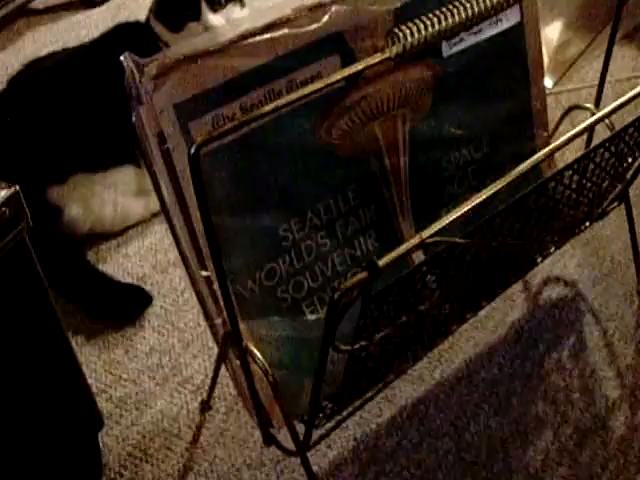 The Seattle Times
SEATTLE
WORLD'S FAIR
SOUVENIR
SPACE
AGE